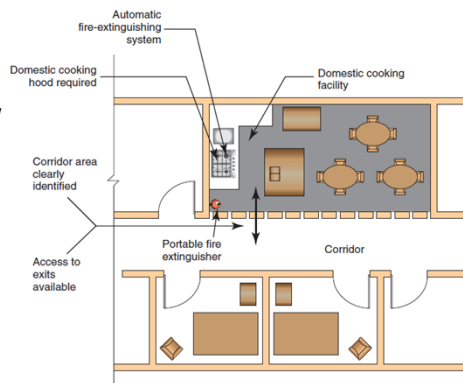 Automatic
fire-extinguishing
system
Domestic cooking
hood required
Domestic cooking
facility
Corridor area
clearly
identified
Portable fire
extinguisher
Corridor
Access to
exits
available